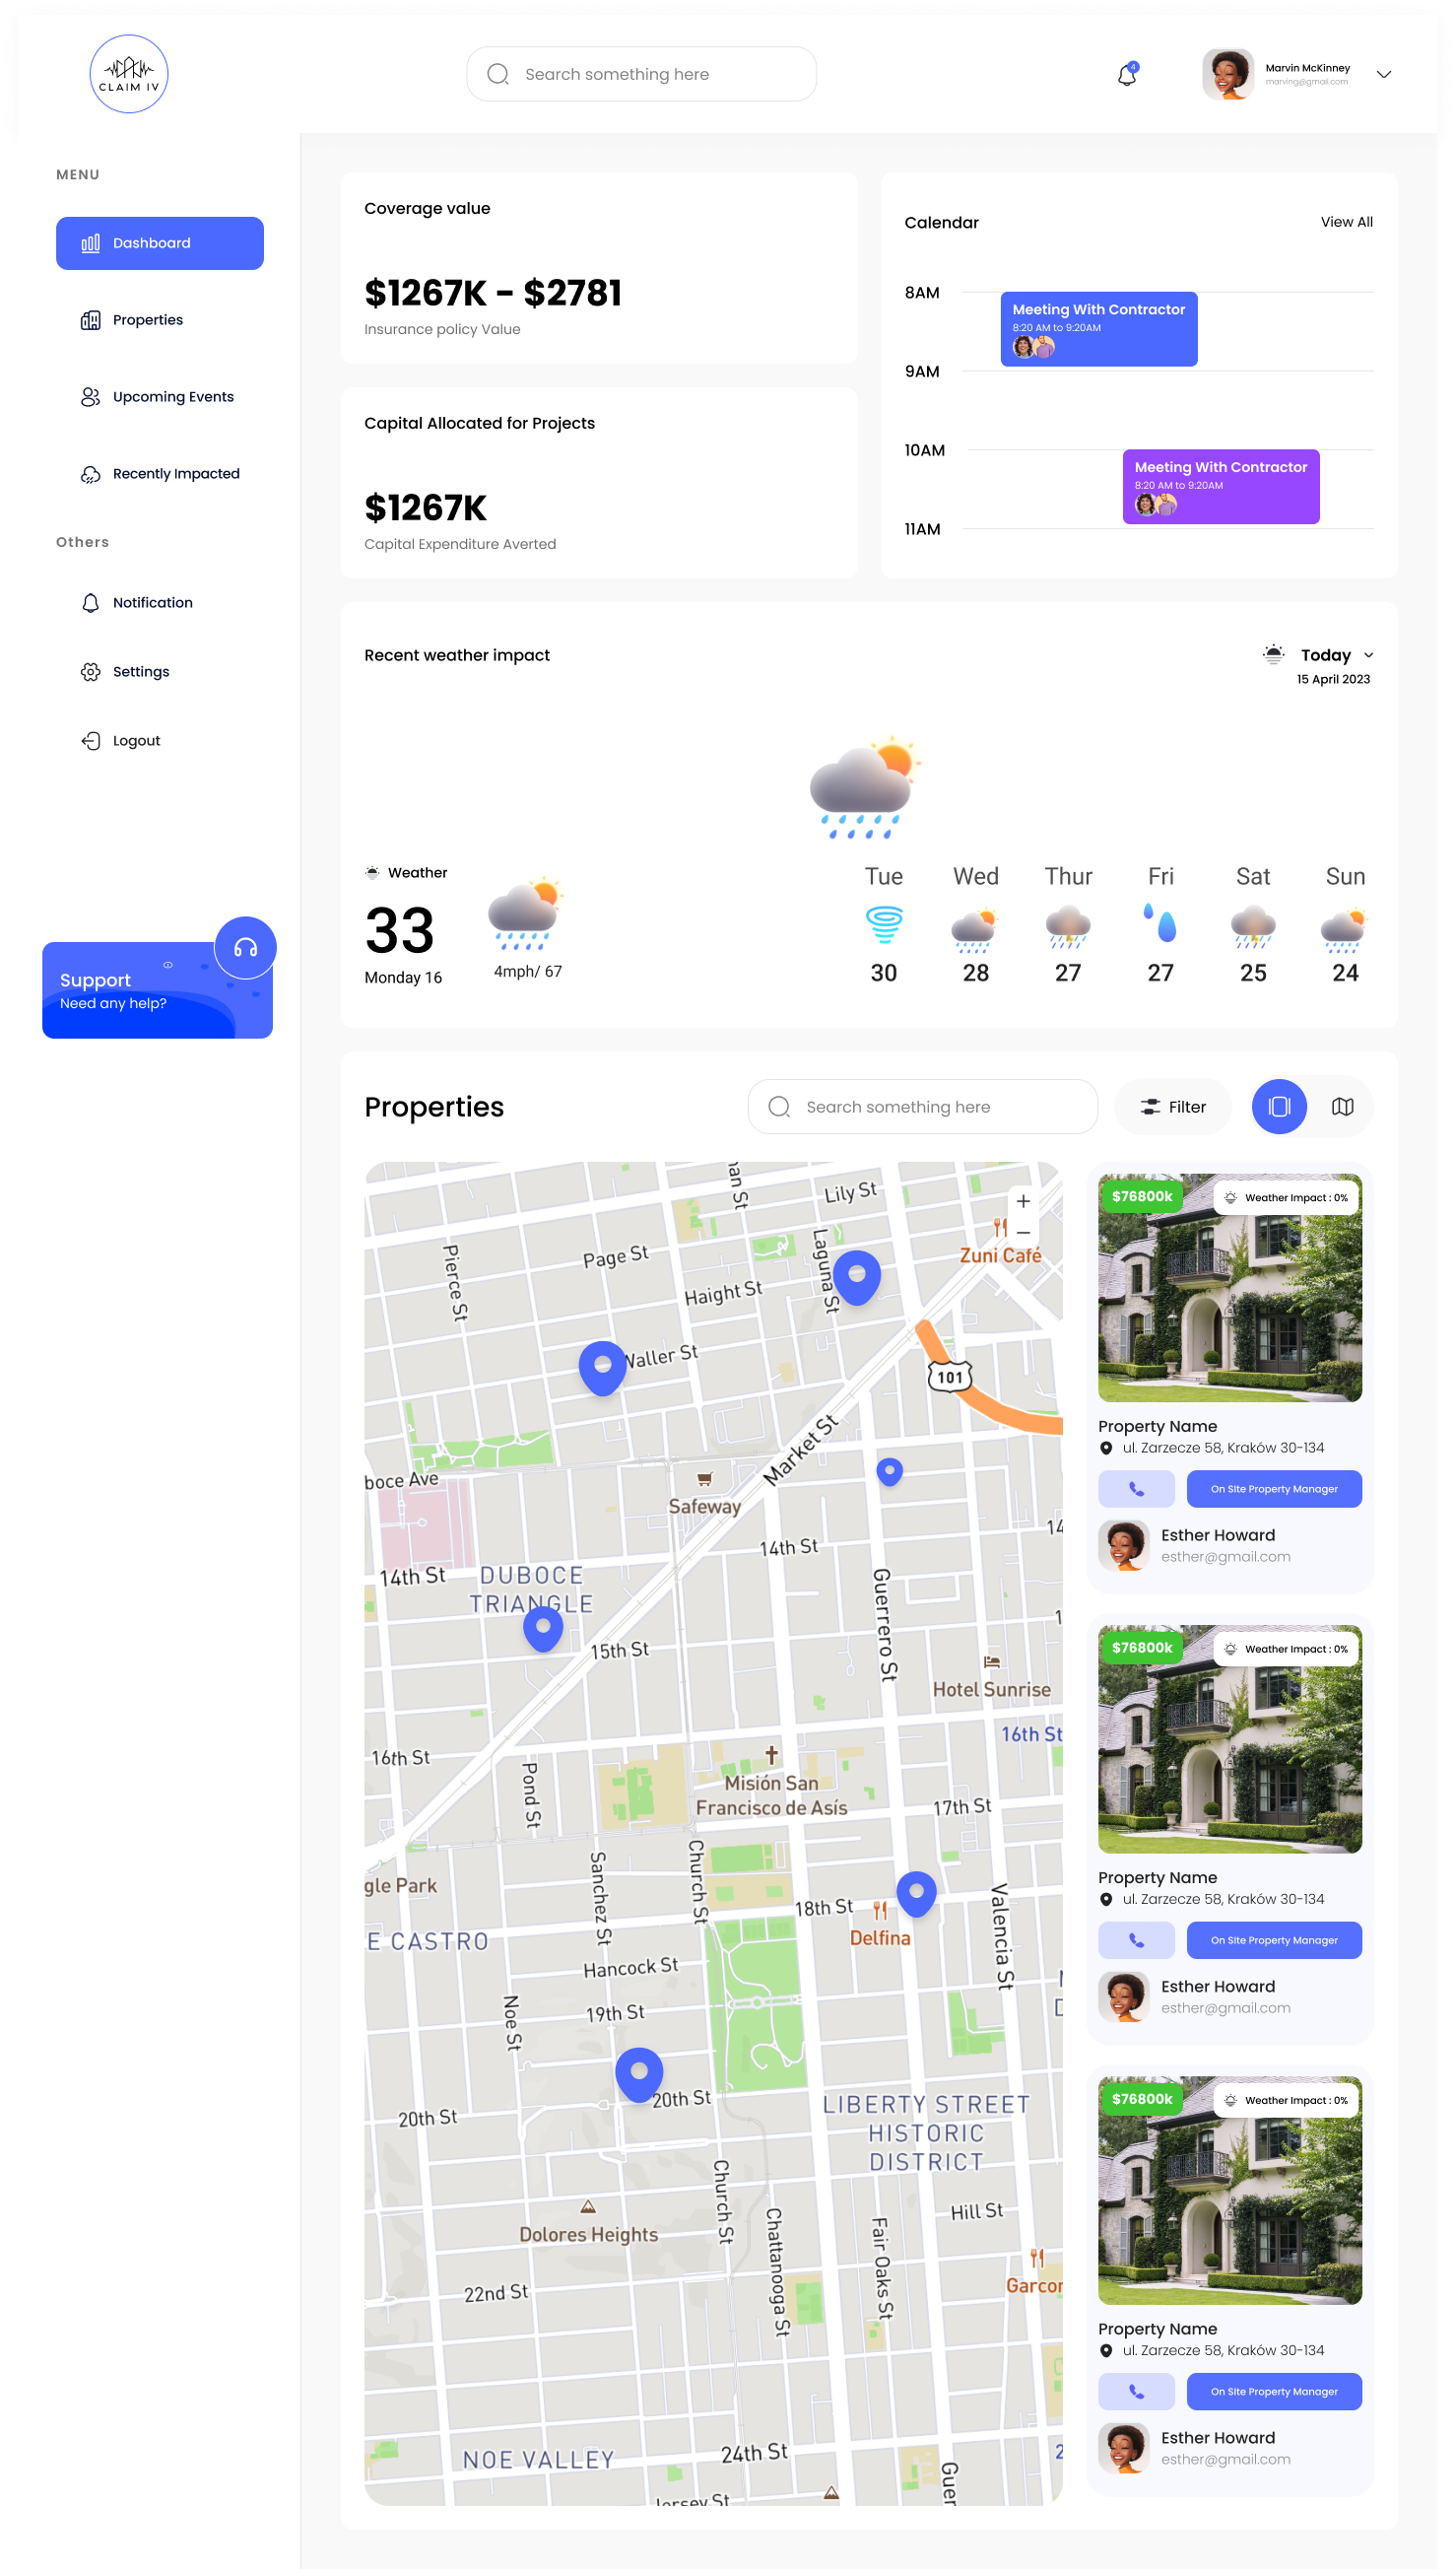 CLAIM IV
Search something here
4
Marvin McKinney
marving@gmail.com
MENU
Dashboard
Properties
Upcoming Events
Recently Impacted
Others
Notification
Settings
Logout
Support
Need any help?
Coverage value
$1267K - $2781
Insurance policy Value
Capital Allocated for Projects
$1267K
Capital Expenditure Averted
Calendar
View All
8AM
Meeting With Contractor
8:20 AM to 9:20AM
9AM
10AM
Meeting With Contractor
8:20 AM to 9:20AM
11AM
Recent weather impact
Today
15 April 2023
Weather
33
Monday 16
4mph/ 67
Tue
Wed
Thur
Fri
Sat
Sun
30
28
27
27
25
24
Properties
Search something here
Filter
an St
Lily St
Laguna St
Zuni Café
Pierce St
Page St
Haight St
Waller St
101
Market St
boce Ave
Safeway
14th St
14th St
14
DUBOCE
TRIANGLE
Guerrero St
15th St
Hotel Sunrise
16th St
16th St
Pond St
Misión San
Francisco de Asís
17th St
Church St
Sanchez St
gle Park
18th St
Delfina
Valencia St
E CASTRO
Hancock St
19th St
Noe St
20th St
20th St
LIBERTY STREET
HISTORIC
DISTRICT
Church St
Hill St
Dolores Heights
Chattanooga St
Fair Oaks St
22nd St
Garcon
NOE VALLEY
24th St
2
Guer
Jersey St
$76800k
Weather Impact : 0%
Property Name
ul. Zarzecze 58, Kraków 30-134
On Site Property Manager
Esther Howard
esther@gmail.com
$76800k
Weather Impact : 0%
Property Name
ul. Zarzecze 58, Kraków 30-134
On Site Property Manager
Esther Howard
esther@gmail.com
$76800k
Weather Impact : 0%
Property Name
ul. Zarzecze 58, Kraków 30-134
On Site Property Manager
Esther Howard
esther@gmail.com